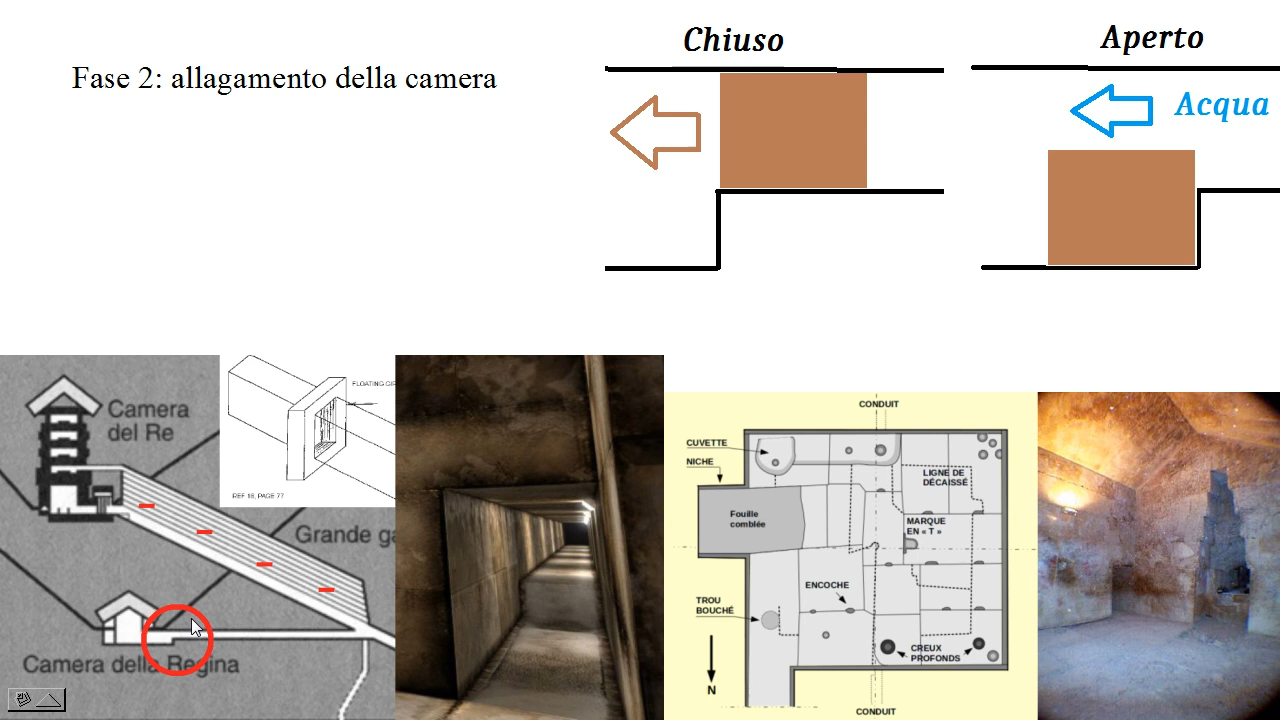 Fase 2: allagamento della camera
Chiuso
Aperto
Acqua
Camera
del Re
Grande
Camera della Regina
FLOATING
REF 18, PAGE 77
CONDUIT
CUVETTE
NICHE
LIGNE DE
DÉCAISSÉ
Fouille
comblée
MARQUE
EN « T »
ENCOCHE
TROU
BOUCHÉ
CREUX
PROFONDS
N
CONDUIT